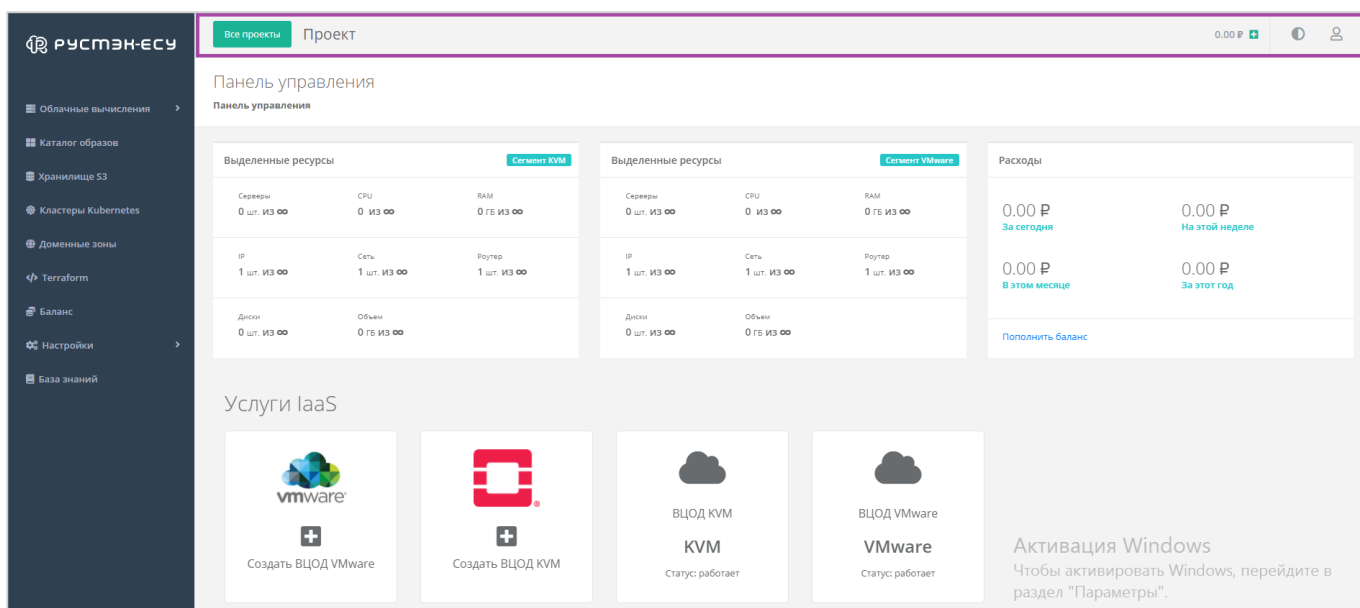 РУСТЭК-ЕСУ
Облачные вычисления
Каталог образов
Хранилище S3
Кластеры Kubernetes
Доменные зоны
Terraform
Баланс
Настройки
База знаний
Все проекты Проект 0.00 ₽
Панель управления
Панель управления
Выделенные ресурсы Сегмент KVM
Серверы CPU RAM
0 шт. из ∞ 0 из ∞ 0 ГБ из ∞
IP Сеть Роутер
1 шт. из ∞ 1 шт. из ∞ 1 шт. из ∞
Диски Объем
0 шт. из ∞ 0 ГБ из ∞
Выделенные ресурсы Сегмент VMware
Серверы CPU RAM
0 шт. из ∞ 0 из ∞ 0 ГБ из ∞
IP Сеть Роутер
1 шт. из ∞ 1 шт. из ∞ 1 шт. из ∞
Диски Объем
0 шт. из ∞ 0 ГБ из ∞
Расходы
0.00 ₽ 0.00 ₽
За сегодня На этой неделе
0.00 ₽ 0.00 ₽
В этом месяце За этот год
Пополнить баланс
Услуги IaaS
vmware
Создать ВЦОД VMware
Создать ВЦОД KVM
ВЦОД KVM
KVM
Статус: работает
ВЦОД VMware
VMware
Статус: работает
Активация Windows
Чтобы активировать Windows, перейдите в
раздел "Параметры".